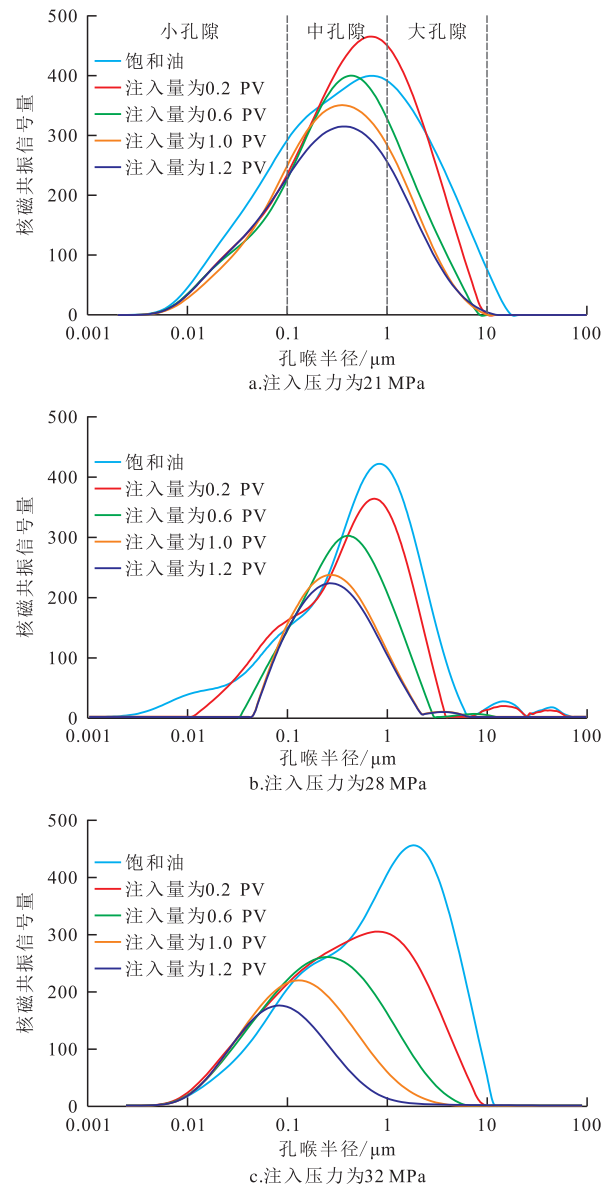 500
小孔隙
中孔隙
大孔隙
饱和油
400
注入量为0.2 PV
注入量为0.6 PV
300
注入量为1.0 PV
注入量为1.2 PV
200
100
0
核磁共振信号量
0.001
0.01
0.1
1
10
100
孔喉半径/μm
a.注入压力为21 MPa
500
饱和油
400
注入量为0.2 PV
注入量为0.6 PV
300
注入量为1.0 PV
注入量为1.2 PV
200
100
0
核磁共振信号量
0.001
0.01
0.1
1
10
100
孔喉半径/μm
b.注入压力为28 MPa
500
饱和油
400
注入量为0.2 PV
注入量为0.6 PV
300
注入量为1.0 PV
注入量为1.2 PV
200
100
0
核磁共振信号量
0.001
0.01
0.1
1
10
100
孔喉半径/μm
c.注入压力为32 MPa